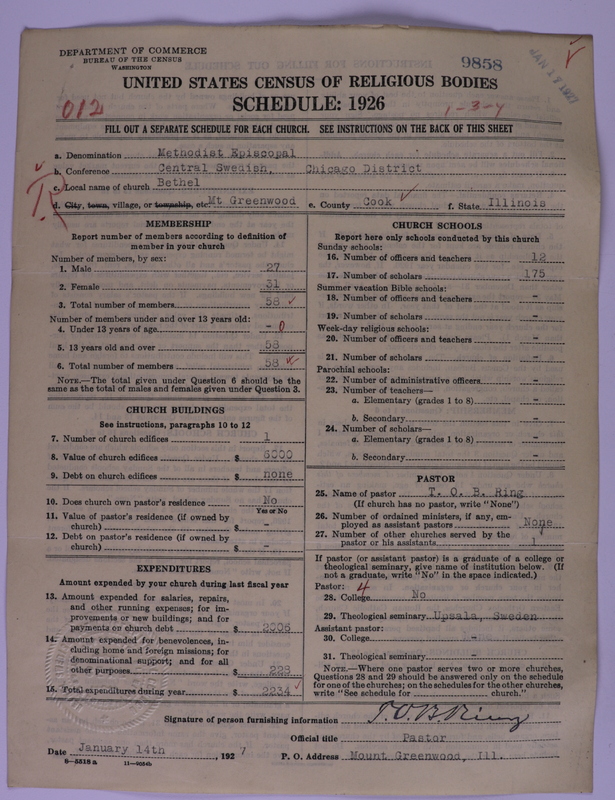 DEPARTMENT OF COMMERCE
BUREAU OF THE CENSUS
WASHINGTON
9858
JAN 1 1927
UNITED STATES CENSUS OF RELIGIOUS BODIES
SCHEDULE: 1926
012
1-3-4
FILL OUT A SEPARATE SCHEDULE FOR EACH CHURCH. SEE INSTRUCTIONS ON THE BACK OF THIS SHEET
a. Denomination Methodist Episcopal
b. Conference Central Swedish, Chicago District
c. Local name of church Bethel
d. City, town, village, or township, etc Mt Greenwood e. County Cook f. State Illinois
MEMBERSHIP
Report number of members according to definition of
member in your church
Number of members, by sex:
1. Male 27
2. Female 31
3. Total number of members 58
Number of members under and over 13 years old:
4. Under 13 years of age - 0
5. 13 years old and over 58
6. Total number of members 58
NOTE.—The total given under Question 6 should be the
same as the total of males and females given under Question 3.
CHURCH BUILDINGS
See instructions, paragraphs 10 to 12
7. Number of church edifices 1
8. Value of church edifices $ 6000
9. Debt on church edifices $ none
10. Does church own pastor's residence No
Yes or No
11. Value of pastor's residence (if owned by
church) $ -
12. Debt on pastor's residence (if owned by
church) $ -
EXPENDITURES
Amount expended by your church during last fiscal year
13. Amount expended for salaries, repairs,
and other running expenses; for im-
provements or new buildings; and for
payments on church debt $ 2006
14. Amount expended for benevolences, in-
cluding home and foreign missions; for
denominational support; and for all
other purposes $ 228
15. Total expenditures during year $ 2234
CHURCH SCHOOLS
Report here only schools conducted by this church
Sunday schools:
16. Number of officers and teachers 12
17. Number of scholars 175
Summer vacation Bible schools:
18. Number of officers and teachers -
19. Number of scholars -
Week-day religious schools:
20. Number of officers and teachers -
21. Number of scholars -
Parochial schools:
22. Number of administrative officers -
23. Number of teachers—
a. Elementary (grades 1 to 8) -
b. Secondary -
24. Number of scholars—
a. Elementary (grades 1 to 8) -
b. Secondary -
PASTOR
25. Name of pastor T. O. B. Ring
(If church has no pastor, write "None")
26. Number of ordained ministers, if any, em-
ployed as assistant pastors None
27. Number of other churches served by the
pastor or his assistants 1
If pastor (or assistant pastor) is a graduate of a college or
theological seminary, give name of institution below. (If
not a graduate, write "No" in the space indicated.)
Pastor: 4
28. College No
29. Theological seminary Upsala, Sweden
Assistant pastor:
30. College -
31. Theological seminary -
NOTE.—Where one pastor serves two or more churches,
Questions 28 and 29 should be answered only on the schedule
for one of the churches; on the schedules for the other churches,
write "See schedule for church."
Signature of person furnishing information T.O.B. Ring
Official title Pastor
Date January 14th, 1927 P. O. Address Mount Greenwood, Ill.
8—5518a 11—9054b